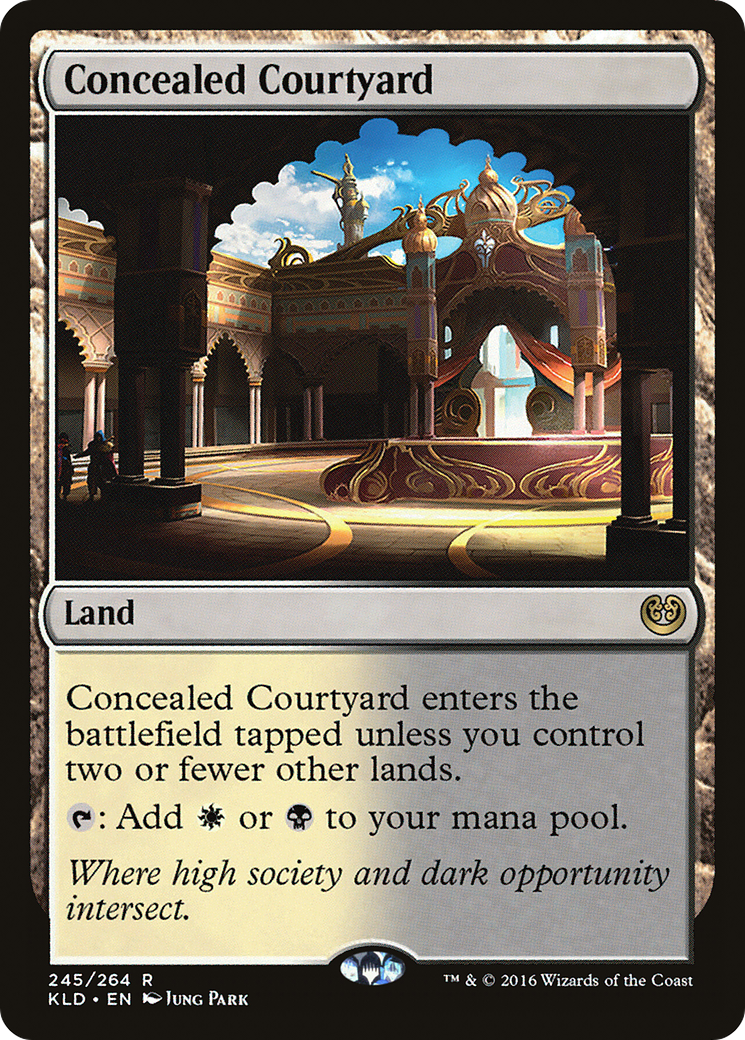 Concealed Courtyard
Land
Concealed Courtyard enters the
battlefield tapped unless you control
two or fewer other lands.
: Add or to your mana pool.
Where high society and dark opportunity
intersect.
245/264 R
KLD • EN Jung Park
™ & © 2016 Wizards of the Coast